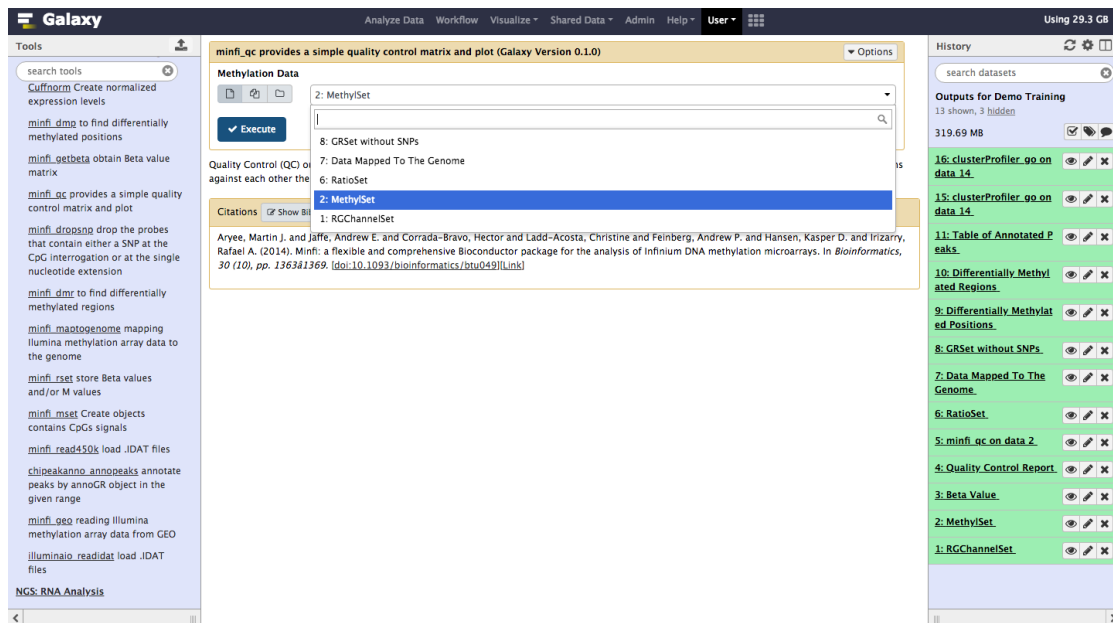 Galaxy
Analyze Data Workflow Visualize Shared Data Admin Help User
Using 29.3 GB
Tools
search tools
Cuffnorm Create normalized
expression levels
minfi_dmp to find differentially
methylated positions
minfi_getbeta obtain Beta value
matrix
minfi_qc provides a simple quality
control matrix and plot
minfi_dropsnp drop the probes
that contain either a SNP at the
CpG interrogation or at the single
nucleotide extension
minfi_dmr to find differentially
methylated regions
minfi_maptogenome mapping
Ilumina methylation array data to
the genome
minfi_rset store Beta values
and/or M values
minfi_mset Create objects
contains CpGs signals
minfi_read450k load .IDAT files
chipeakanno_annopeaks annotate
peaks by annoGR object in the
given range
minfi_geo reading Illumina
methylation array data from GEO
illuminaio_readidat load .IDAT
files
NGS: RNA Analysis
minfi_qc provides a simple quality control matrix and plot (Galaxy Version 0.1.0)
Options
Methylation Data
2: MethylSet
8: GRSet without SNPs
7: Data Mapped To The Genome
6: RatioSet
2: MethylSet
1: RGChannelSet
Execute
Quality Control (QC)
against each other
Citations Show
Aryee, Martin J. and Jaffe, Andrew E. and Corrada-Bravo, Hector and Ladd-Acosta, Christine and Feinberg, Andrew P. and Hansen, Kasper D. and Irizarry,
Rafael A. (2014). Minfi: a flexible and comprehensive Bioconductor package for the analysis of Infinium DNA methylation microarrays. In Bioinformatics,
30 (10), pp. 1363â1369. [doi:10.1093/bioinformatics/btu049][Link]
History
search datasets
Outputs for Demo Training
13 shown, 3 hidden
319.69 MB
16: clusterProfiler_go on
data 14
15: clusterProfiler_go on
data 14
11: Table of Annotated P
eaks
10: Differentially Methyl
ated Regions
9: Differentially Methylat
ed Positions
8: GRSet without SNPs
7: Data Mapped To The
Genome
6: RatioSet
5: minfi_qc on data 2
4: Quality Control Report
3: Beta Value
2: MethylSet
1: RGChannelSet